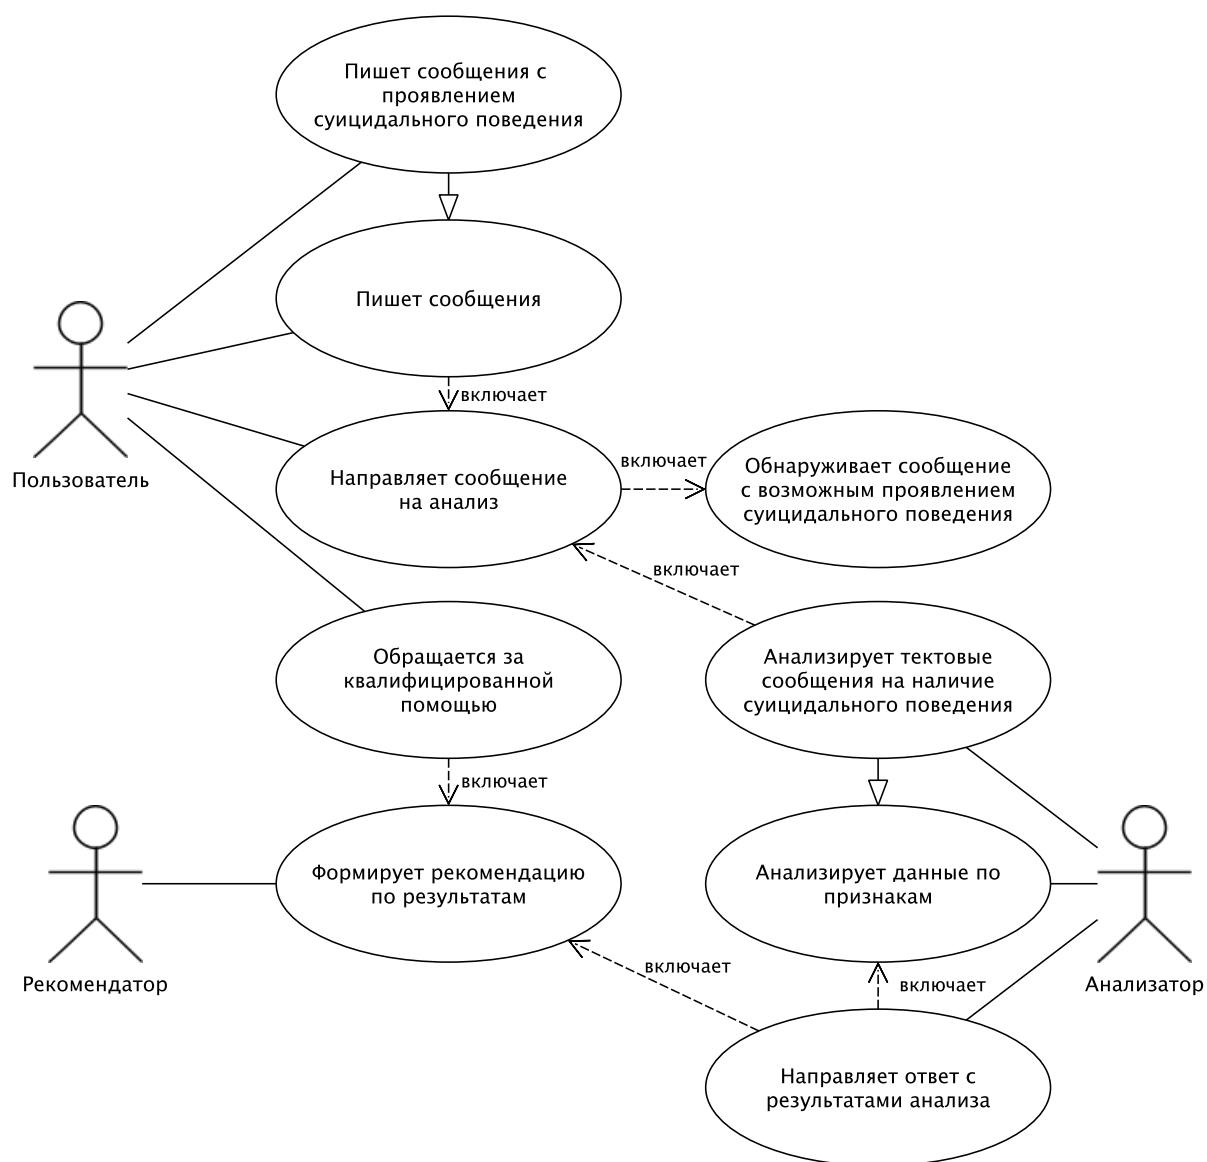 Пишет сообщения с
проявлением
суицидального поведения
Пишет сообщения
включает
Пользователь
Направляет сообщение
на анализ
включает
Обнаруживает сообщение
с возможным проявлением
суицидального поведения
включает
Обращается за
квалифицированной
помощью
Анализирует тектовые
сообщения на наличие
суицидального поведения
включает
Формирует рекомендацию
по результатам
Анализирует данные по
признакам
Рекомендатор
включает
включает
Анализатор
Направляет ответ с
результатами анализа